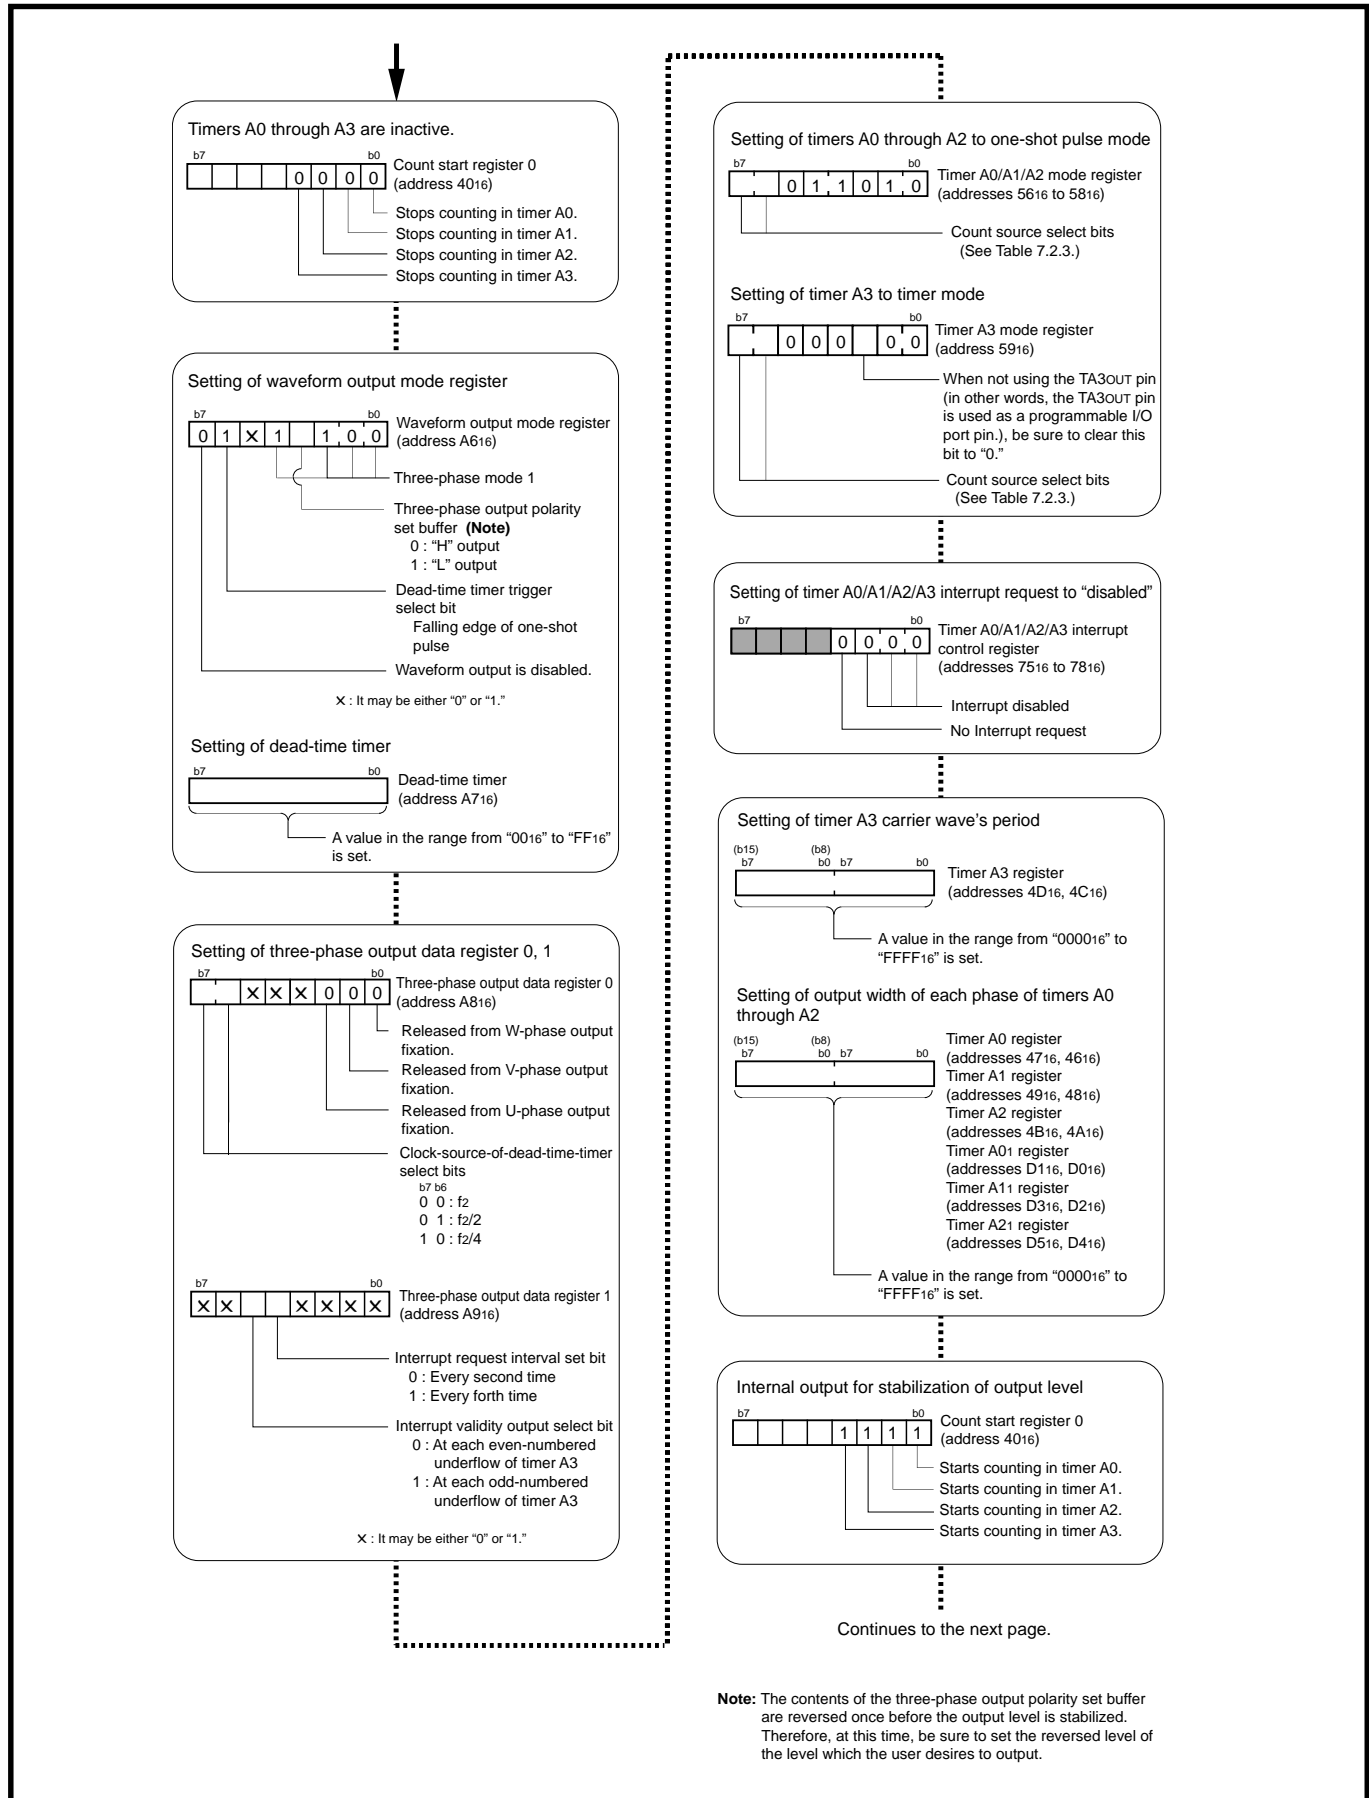 Timers A0 through A3 are inactive.
b7 b0
0 0 0 0
Count start register 0
(address 4016)
Stops counting in timer A0.
Stops counting in timer A1.
Stops counting in timer A2.
Stops counting in timer A3.
Setting of waveform output mode register
b7 b0
0 1 × 1 1 0 0
Waveform output mode register
(address A616)
Three-phase mode 1
Three-phase output polarity
set buffer (Note)
0 : “H” output
1 : “L” output
Dead-time timer trigger
select bit
Falling edge of one-shot
pulse
Waveform output is disabled.
× : It may be either “0” or “1.”
Setting of dead-time timer
b7 b0
Dead-time timer
(address A716)
A value in the range from “0016” to “FF16”
is set.
Setting of three-phase output data register 0, 1
b7 b0
× × × 0 0 0
Three-phase output data register 0
(address A816)
Released from W-phase output
fixation.
Released from V-phase output
fixation.
Released from U-phase output
fixation.
Clock-source-of-dead-time-timer
select bits
b7 b6
0 0 : f2
0 1 : f2/2
1 0 : f2/4
b7 b0
× × × × × ×
Three-phase output data register 1
(address A916)
Interrupt request interval set bit
0 : Every second time
1 : Every forth time
Interrupt validity output select bit
0 : At each even-numbered
underflow of timer A3
1 : At each odd-numbered
underflow of timer A3
× : It may be either “0” or “1.”
Setting of timers A0 through A2 to one-shot pulse mode
b7 b0
0 1 1 0 1 0
Timer A0/A1/A2 mode register
(addresses 5616 to 5816)
Count source select bits
(See Table 7.2.3.)
Setting of timer A3 to timer mode
b7 b0
0 0 0 0 0
Timer A3 mode register
(address 5916)
When not using the TA3OUT pin
(in other words, the TA3OUT pin
is used as a programmable I/O
port pin.), be sure to clear this
bit to “0.”
Count source select bits
(See Table 7.2.3.)
Setting of timer A0/A1/A2/A3 interrupt request to “disabled”
b7 b0
0 0 0 0
Timer A0/A1/A2/A3 interrupt
control register
(addresses 7516 to 7816)
Interrupt disabled
No Interrupt request
Setting of timer A3 carrier wave’s period
(b15) (b8)
b7 b0 b7 b0
Timer A3 register
(addresses 4D16, 4C16)
A value in the range from “000016” to
“FFFF16” is set.
Setting of output width of each phase of timers A0
through A2
(b15) (b8)
b7 b0 b7 b0
Timer A0 register
(addresses 4716, 4616)
Timer A1 register
(addresses 4916, 4816)
Timer A2 register
(addresses 4B16, 4A16)
Timer A01 register
(addresses D116, D016)
Timer A11 register
(addresses D316, D216)
Timer A21 register
(addresses D516, D416)
A value in the range from “000016” to
“FFFF16” is set.
Internal output for stabilization of output level
b7 b0
1 1 1 1
Count start register 0
(address 4016)
Starts counting in timer A0.
Starts counting in timer A1.
Starts counting in timer A2.
Starts counting in timer A3.
Continues to the next page.
Note: The contents of the three-phase output polarity set buffer
are reversed once before the output level is stabilized.
Therefore, at this time, be sure to set the reversed level of
the level which the user desires to output.